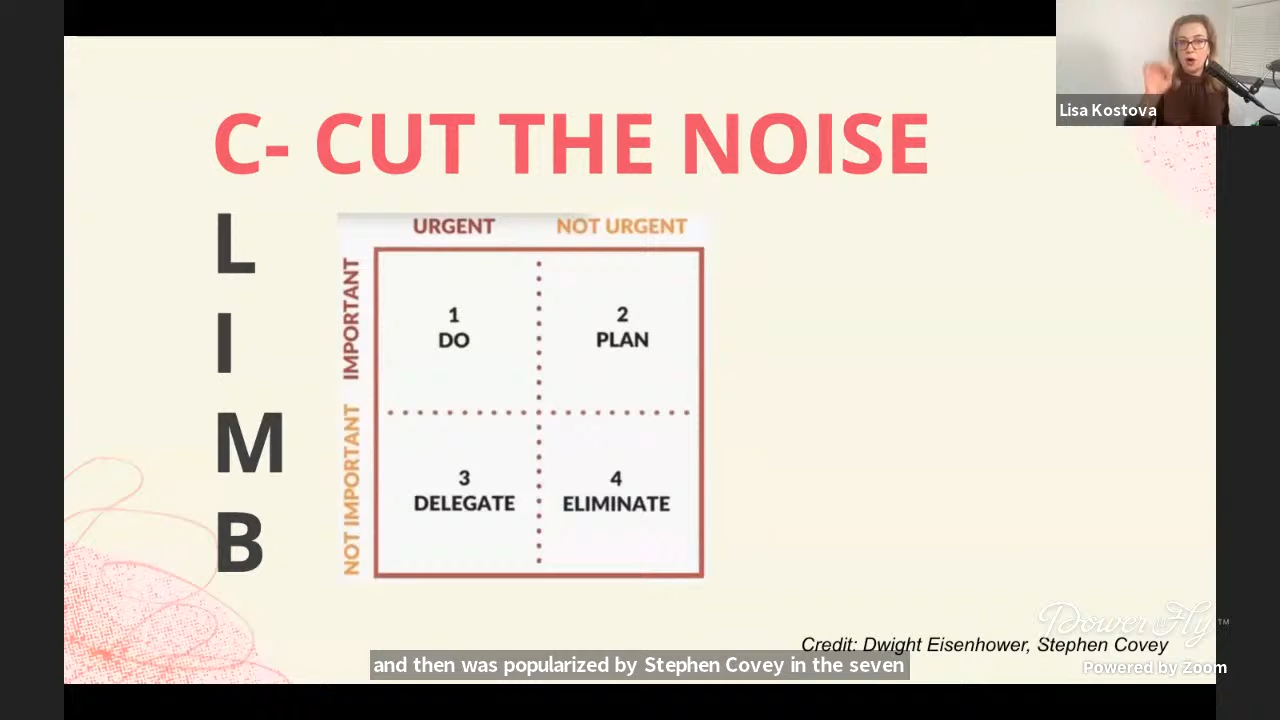 Lisa Kostova
C- CUT THE NOISE
L
I
M
B
URGENT
NOT URGENT
IMPORTANT
NOT IMPORTANT
1
DO
2
PLAN
3
DELEGATE
4
ELIMINATE
PowerToFly™
Credit: Dwight Eisenhower, Stephen Covey
and then was popularized by Stephen Covey in the seven
Powered by Zoom